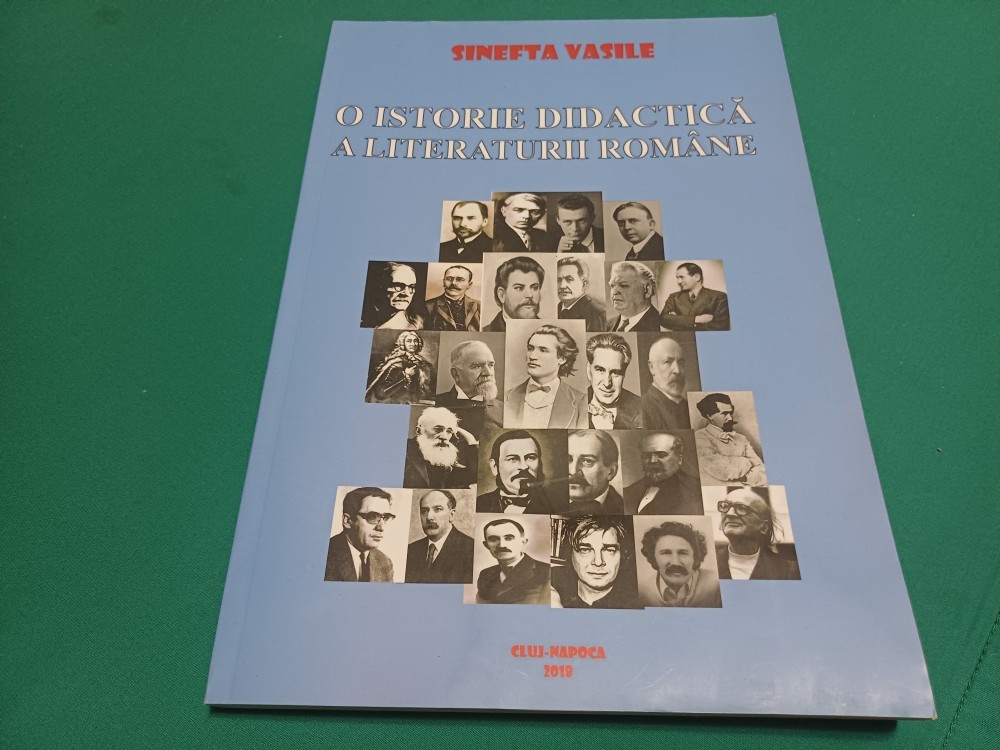 SINEFTA VASILE
O ISTORIE DIDACTICĂ
A LITERATURII ROMÂNE
CLUJ-NAPOCA
2018